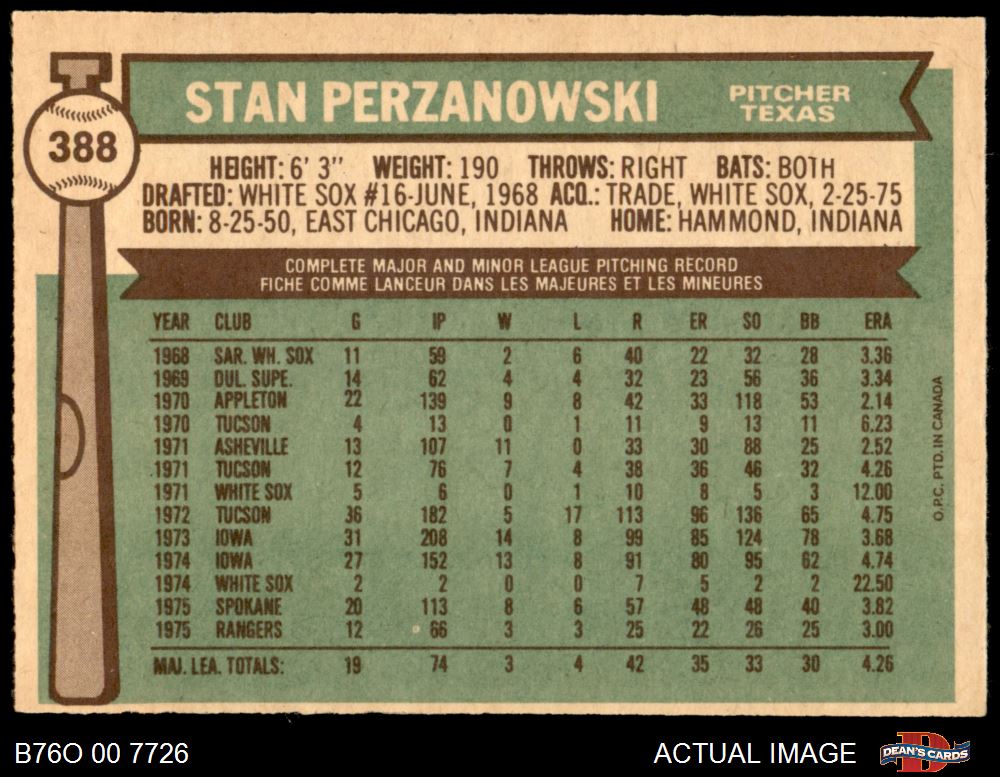 STAN PERZANOWSKI
PITCHER
TEXAS
388
HEIGHT: 6' 3" WEIGHT: 190 THROWS: RIGHT BATS: BOTH
DRAFTED: WHITE SOX #16-JUNE, 1968 ACQ.: TRADE, WHITE SOX, 2-25-75
BORN: 8-25-50, EAST CHICAGO, INDIANA HOME: HAMMOND, INDIANA
COMPLETE MAJOR AND MINOR LEAGUE PITCHING RECORD
FICHE COMME LANCEUR DANS LES MAJEURES ET LES MINEURES
YEAR CLUB G IP W L R ER SO BB ERA
1968 SAR. WH. SOX 11 59 2 6 40 22 32 28 3.36
1969 DUL. SUPE. 14 62 4 4 32 23 56 36 3.34
1970 APPLETON 22 139 9 8 42 33 118 53 2.14
1970 TUCSON 4 13 0 1 11 9 13 11 6.23
1971 ASHEVILLE 13 107 11 0 33 30 88 25 2.52
1971 TUCSON 12 76 7 4 38 36 46 32 4.26
1971 WHITE SOX 5 6 0 1 10 8 5 3 12.00
1972 TUCSON 36 182 5 17 113 96 136 65 4.75
1973 IOWA 31 208 14 8 99 85 124 78 3.68
1974 IOWA 27 152 13 8 91 80 95 62 4.74
1974 WHITE SOX 2 2 0 0 7 5 2 2 22.50
1975 SPOKANE 20 113 8 6 57 48 48 40 3.82
1975 RANGERS 12 66 3 3 25 22 26 25 3.00
MAJ. LEA. TOTALS: 19 74 3 4 42 35 33 30 4.26
O.P.C. PTD. IN CANADA
B76O 00 7726
ACTUAL IMAGE
DEAN'S CARDS